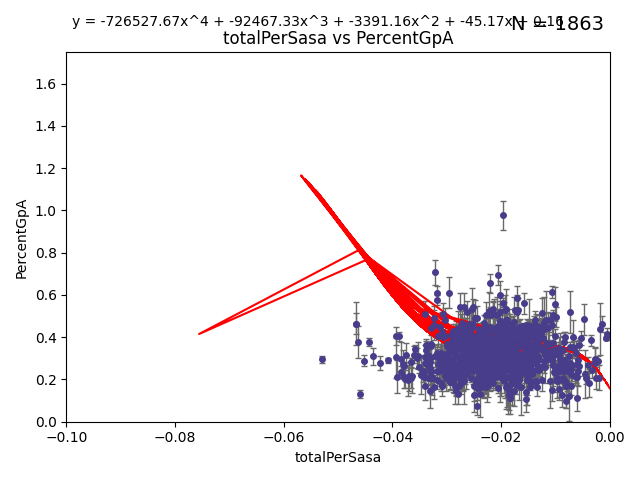 y = -726527.67x^4 + -92467.33x^3 + -3391.16x^2 + -45.17x + 0.16
N = 1863
totalPerSasa vs PercentGpA
1.6
1.4
1.2
1.0
0.8
0.6
0.4
0.2
0.0
PercentGpA
−0.10 −0.08 −0.06 −0.04 −0.02 0.00
totalPerSasa